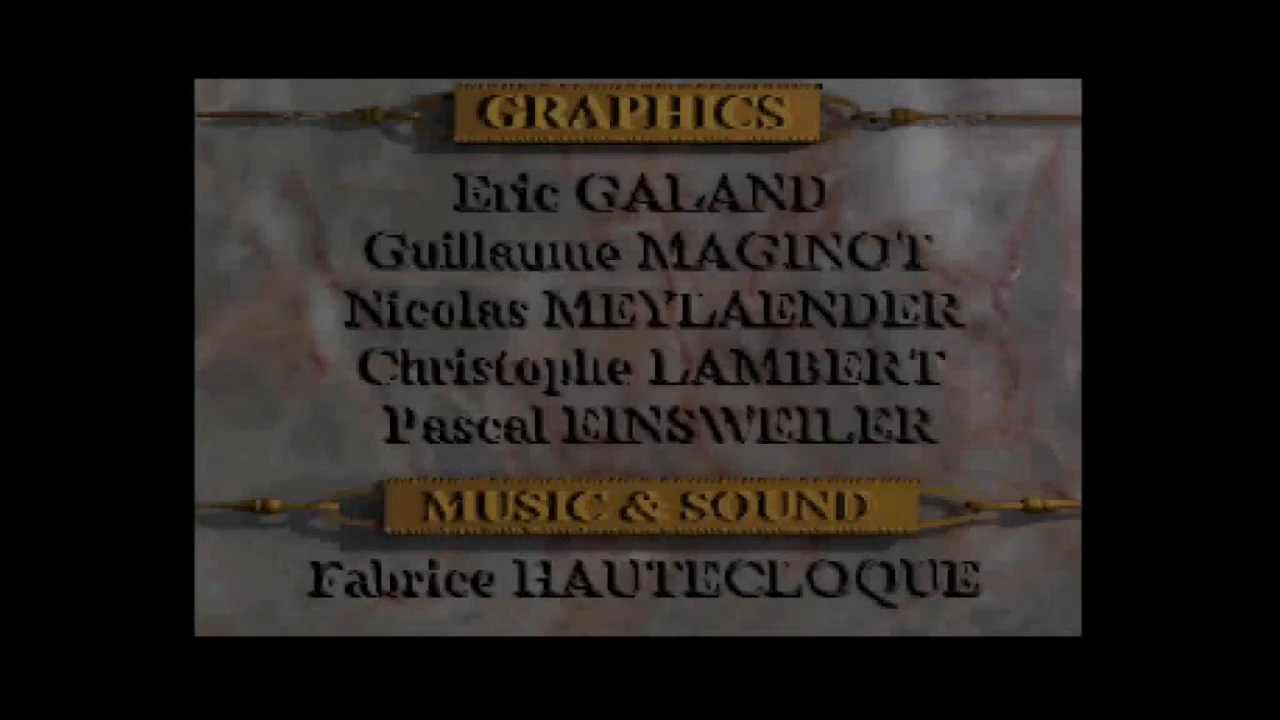 GRAPHICS
Eric GALAND
Guillaume MAGINOT
Nicolas MEYLAENDER
Christophe LAMBERT
Pascal EINSWEILER
MUSIC & SOUND
Fabrice HAUTECLOQUE